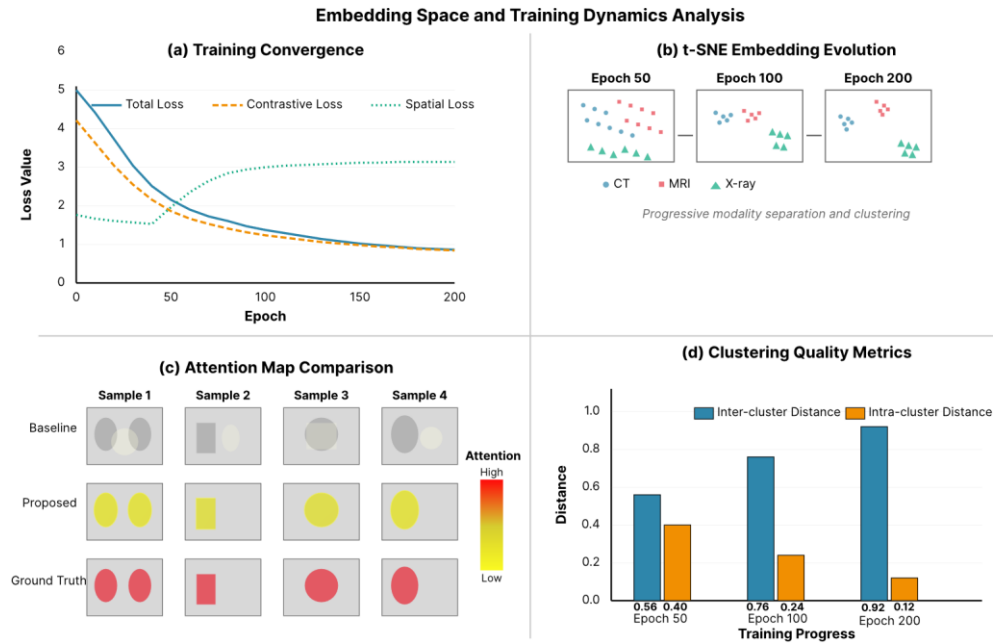 Embedding Space and Training Dynamics Analysis
(a) Training Convergence
6
5
4
3
2
1
0
Loss Value
Total Loss
Contrastive Loss
Spatial Loss
0 50 100 150 200
Epoch
(b) t-SNE Embedding Evolution
Epoch 50 Epoch 100 Epoch 200
CT MRI X-ray
Progressive modality separation and clustering
(c) Attention Map Comparison
Sample 1 Sample 2 Sample 3 Sample 4
Baseline
Proposed
Ground Truth
Attention
High
Low
(d) Clustering Quality Metrics
Inter-cluster Distance Intra-cluster Distance
1.0
0.8
0.6
0.4
0.2
0.0
Distance
0.56 0.40 0.76 0.24 0.92 0.12
Epoch 50 Epoch 100 Epoch 200
Training Progress